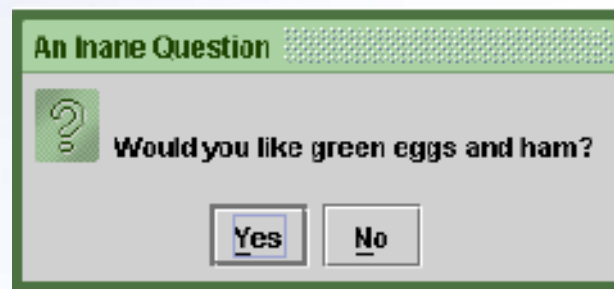 An Inane Question
Would you like green eggs and ham?
Yes No